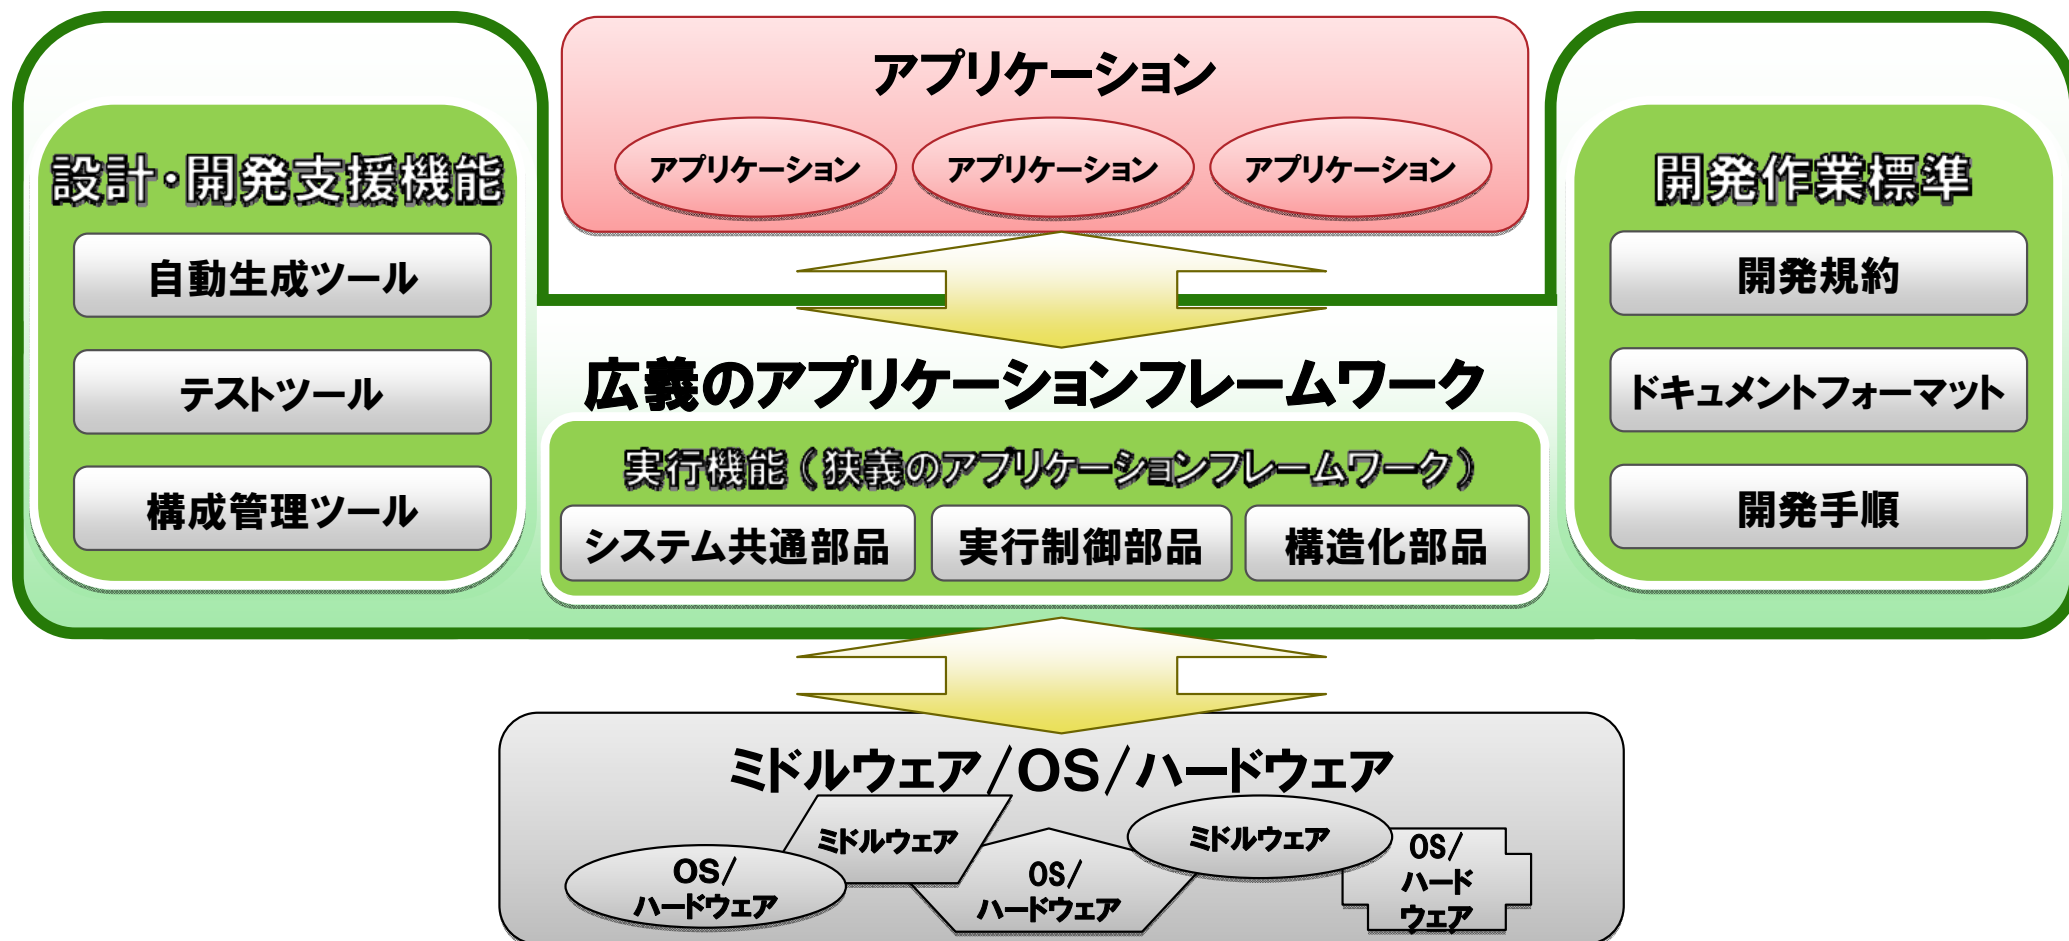 アプリケーション
アプリケーション
アプリケーション
アプリケーション
設計・開発支援機能
自動生成ツール
テストツール
構成管理ツール
開発作業標準
開発規約
ドキュメントフォーマット
開発手順
広義のアプリケーションフレームワーク
実行機能(狭義のアプリケーションフレームワーク)
システム共通部品
実行制御部品
構造化部品
ミドルウェア/OS/ハードウェア
ミドルウェア
ミドルウェア
OS/
ハードウェア
OS/
ハードウェア
OS/
ハード
ウェア